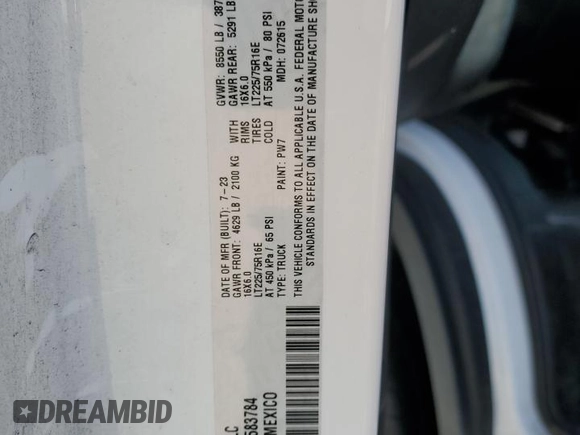 LC
583784
MEXICO
DATE OF MFR (BUILT): 7-23 GVWR: 8550 LB / 387
GAWR FRONT: 4629 LB / 2100 KG WITH GAWR REAR: 5291 LB
16X6.0 RIMS 16X6.0
LT225/75R16E TIRES LT225/75R16E
AT 450 kPa / 65 PSI COLD AT 550 kPa / 80 PSI
TYPE: TRUCK PAINT: PW7 MDH: 072615
THIS VEHICLE CONFORMS TO ALL APPLICABLE U.S.A. FEDERAL MOTOR
STANDARDS IN EFFECT ON THE DATE OF MANUFACTURE SH
DREAMBID